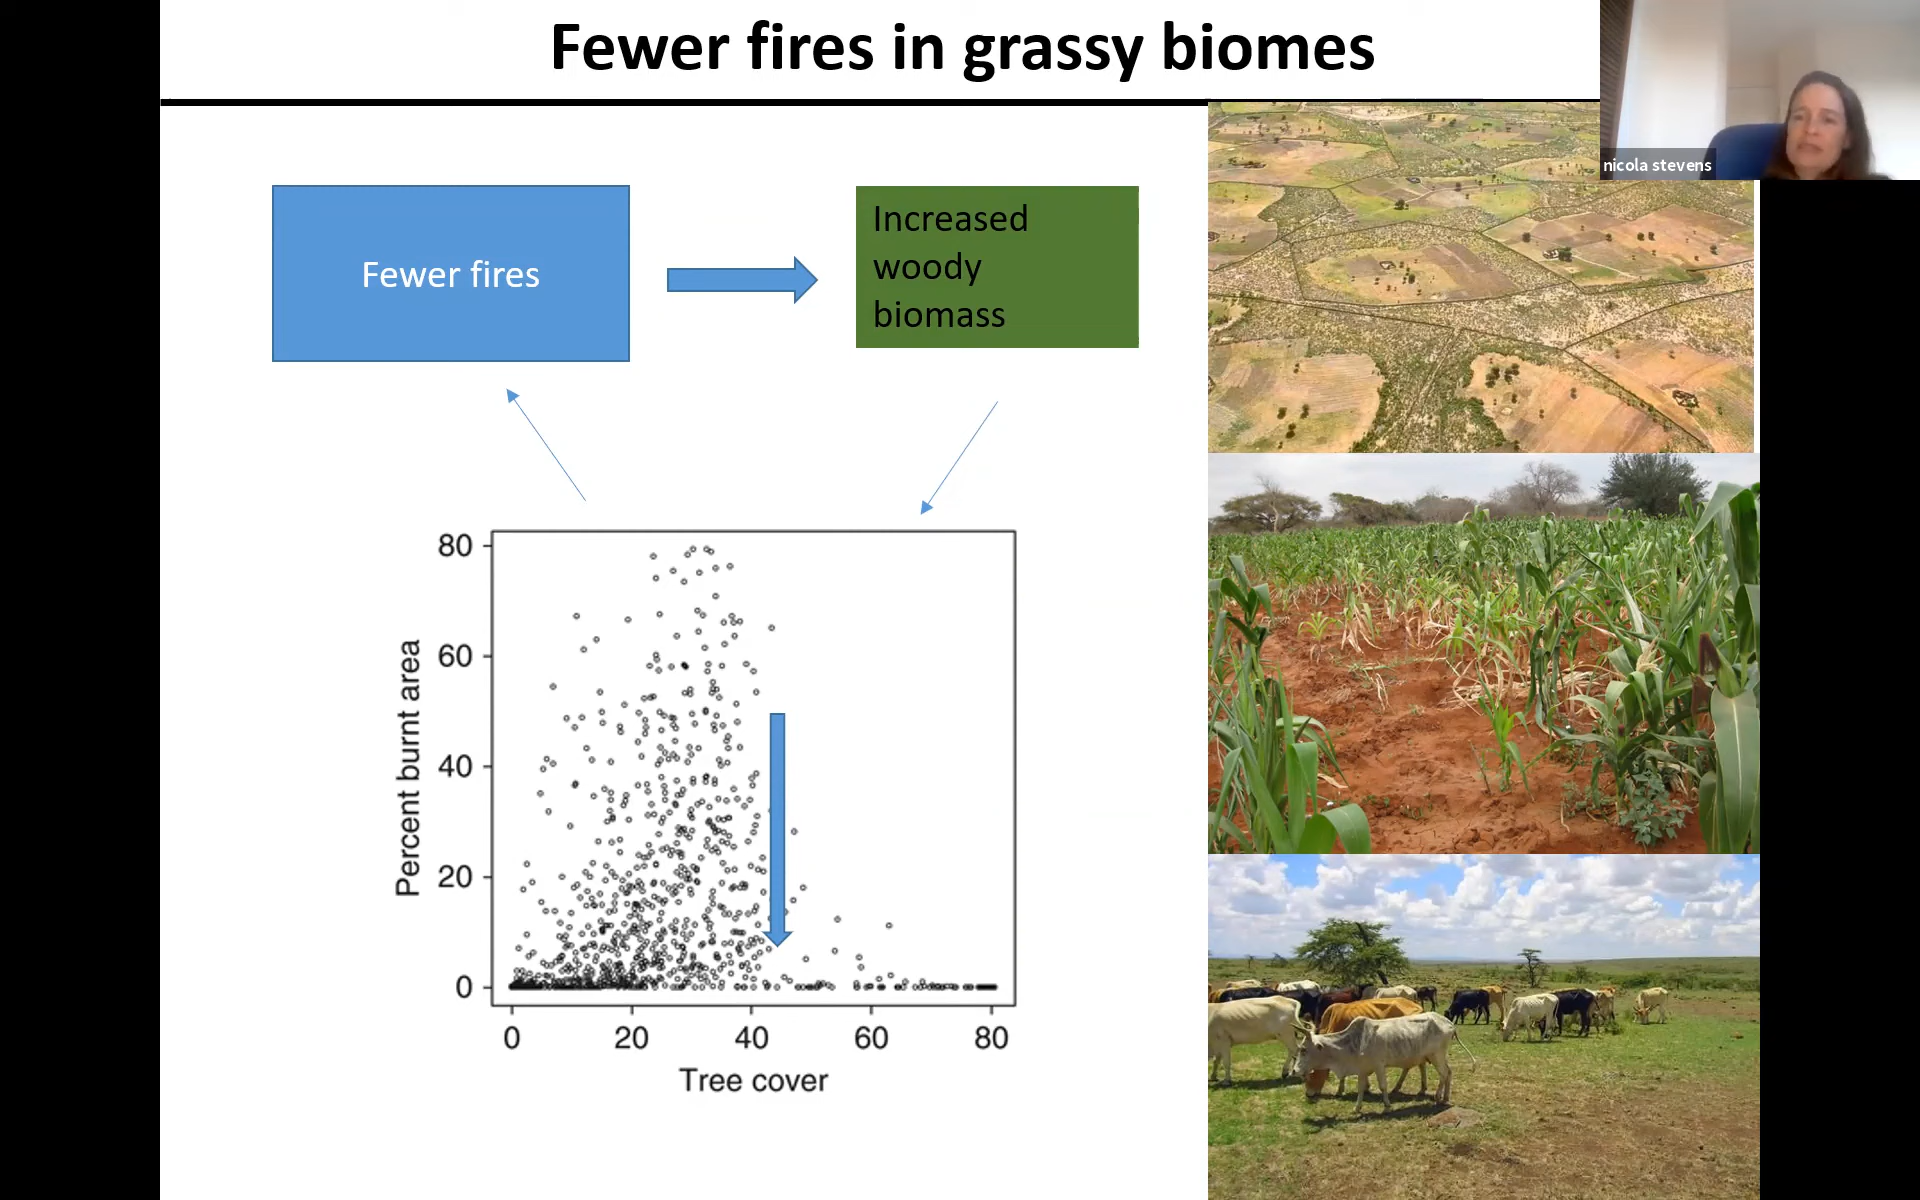 Fewer fires in grassy biomes
nicola stevens
Fewer fires
Increased
woody
biomass
Percent burnt area
80
60
40
20
0
0 20 40 60 80
Tree cover